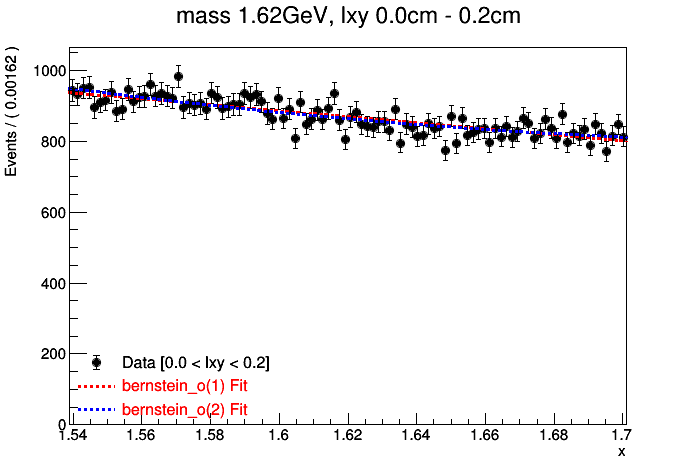 mass 1.62GeV, lxy 0.0cm - 0.2cm
Events / ( 0.00162 )
1000
800
600
400
200
0
Data [0.0 < lxy < 0.2]
bernstein_o(1) Fit
bernstein_o(2) Fit
1.54 1.56 1.58 1.6 1.62 1.64 1.66 1.68 1.7
x